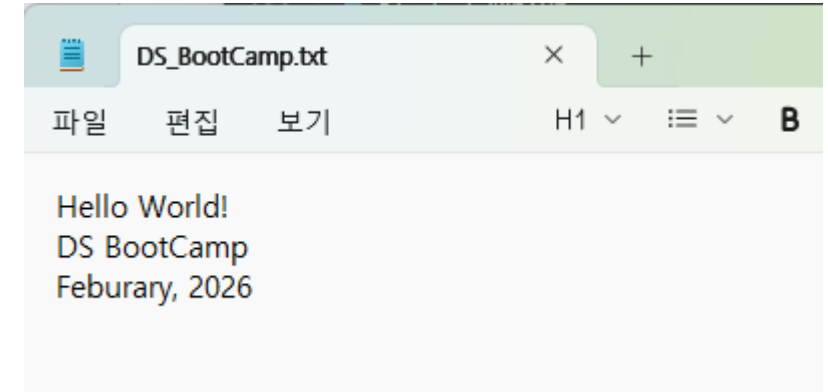 DS_BootCamp.txt
파일 편집 보기 H1 B
Hello World!
DS BootCamp
Feburary, 2026